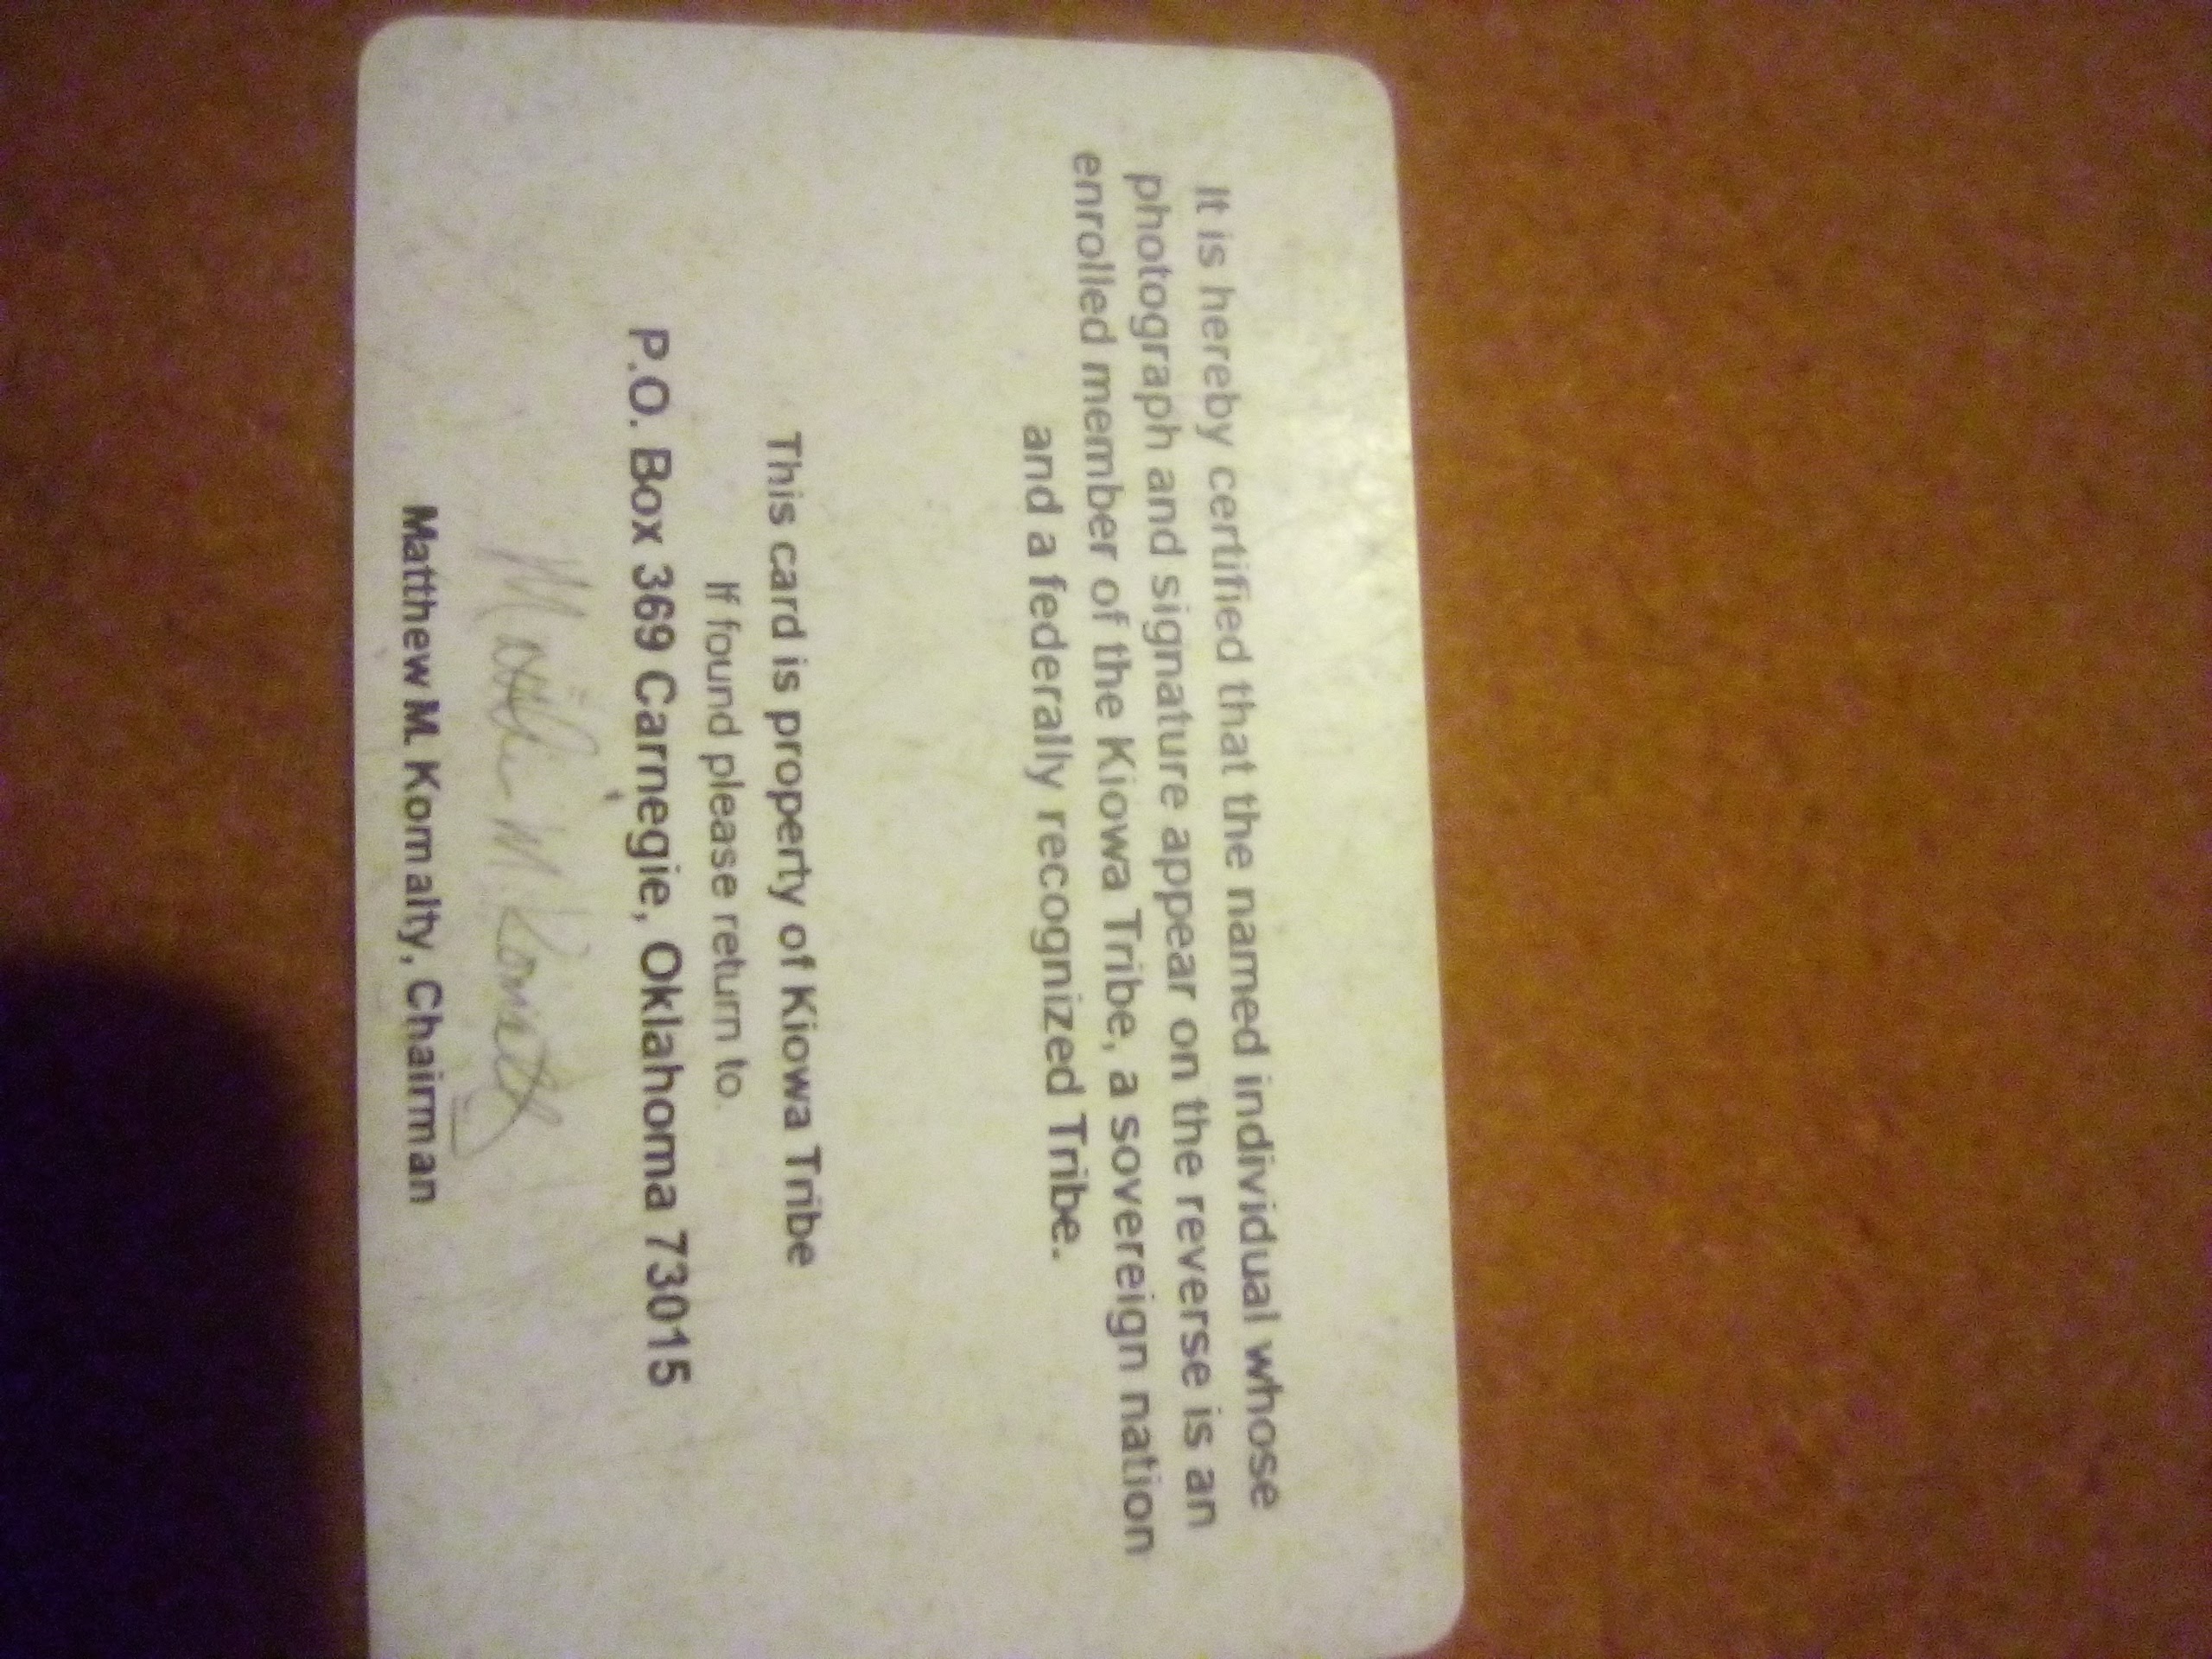 It is hereby certified that the named individual whose
photograph and signature appear on the reverse is an
enrolled member of the Kiowa Tribe, a sovereign nation
and a federally recognized Tribe.
This card is property of Kiowa Tribe
If found please return to.
P.O. Box 369 Carnegie, Oklahoma 73015
Matthew M. Komalty, Chairman